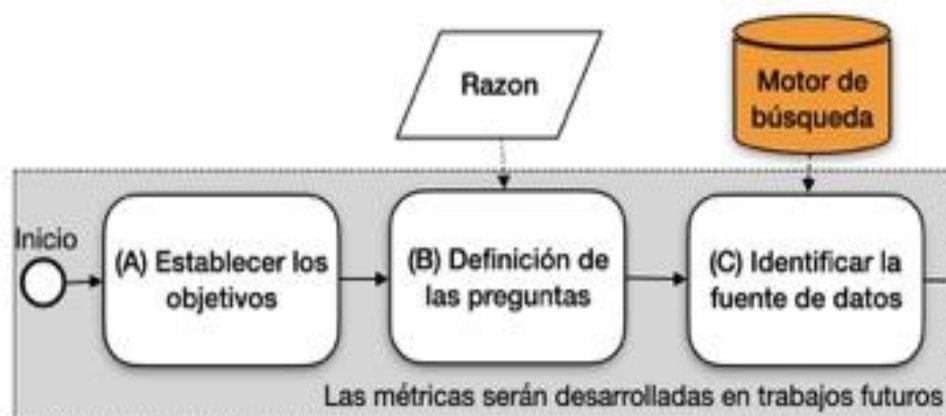 Razon
Motor de
búsqueda
Inicio
(A) Establecer los
objetivos
(B) Definición de
las preguntas
(C) Identificar la
fuente de datos
Las métricas serán desarrolladas en trabajos futuros